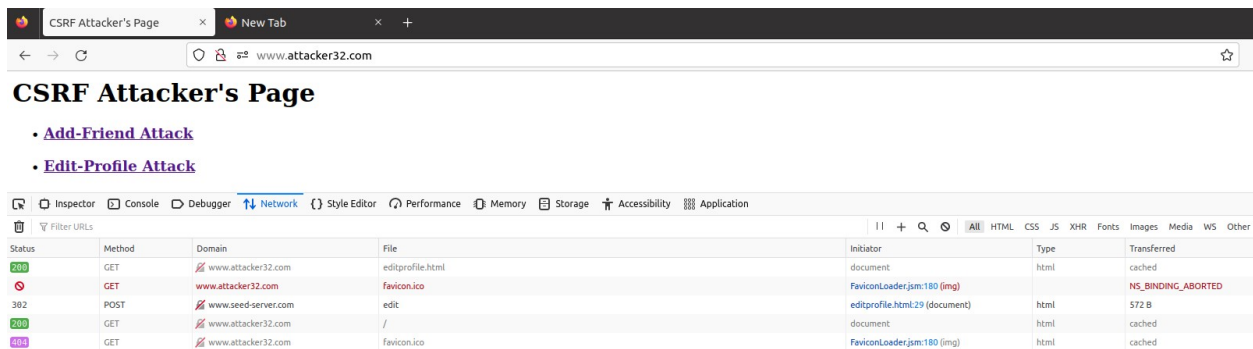 CSRF Attacker's Page × New Tab × +
www.attacker32.com
CSRF Attacker's Page
• Add-Friend Attack
• Edit-Profile Attack
Inspector Console Debugger Network {} Style Editor Performance Memory Storage Accessibility Application
Filter URLs All HTML CSS JS XHR Fonts Images Media WS Other
Status Method Domain File Initiator Type Transferred
200 GET www.attacker32.com editprofile.html document html cached
GET www.attacker32.com favicon.ico FaviconLoader.jsm:180 (img) NS_BINDING_ABORTED
302 POST www.seed-server.com edit editprofile.html:29 (document) html 572 B
200 GET www.attacker32.com / document html cached
404 GET www.attacker32.com favicon.ico FaviconLoader.jsm:180 (img) html cached